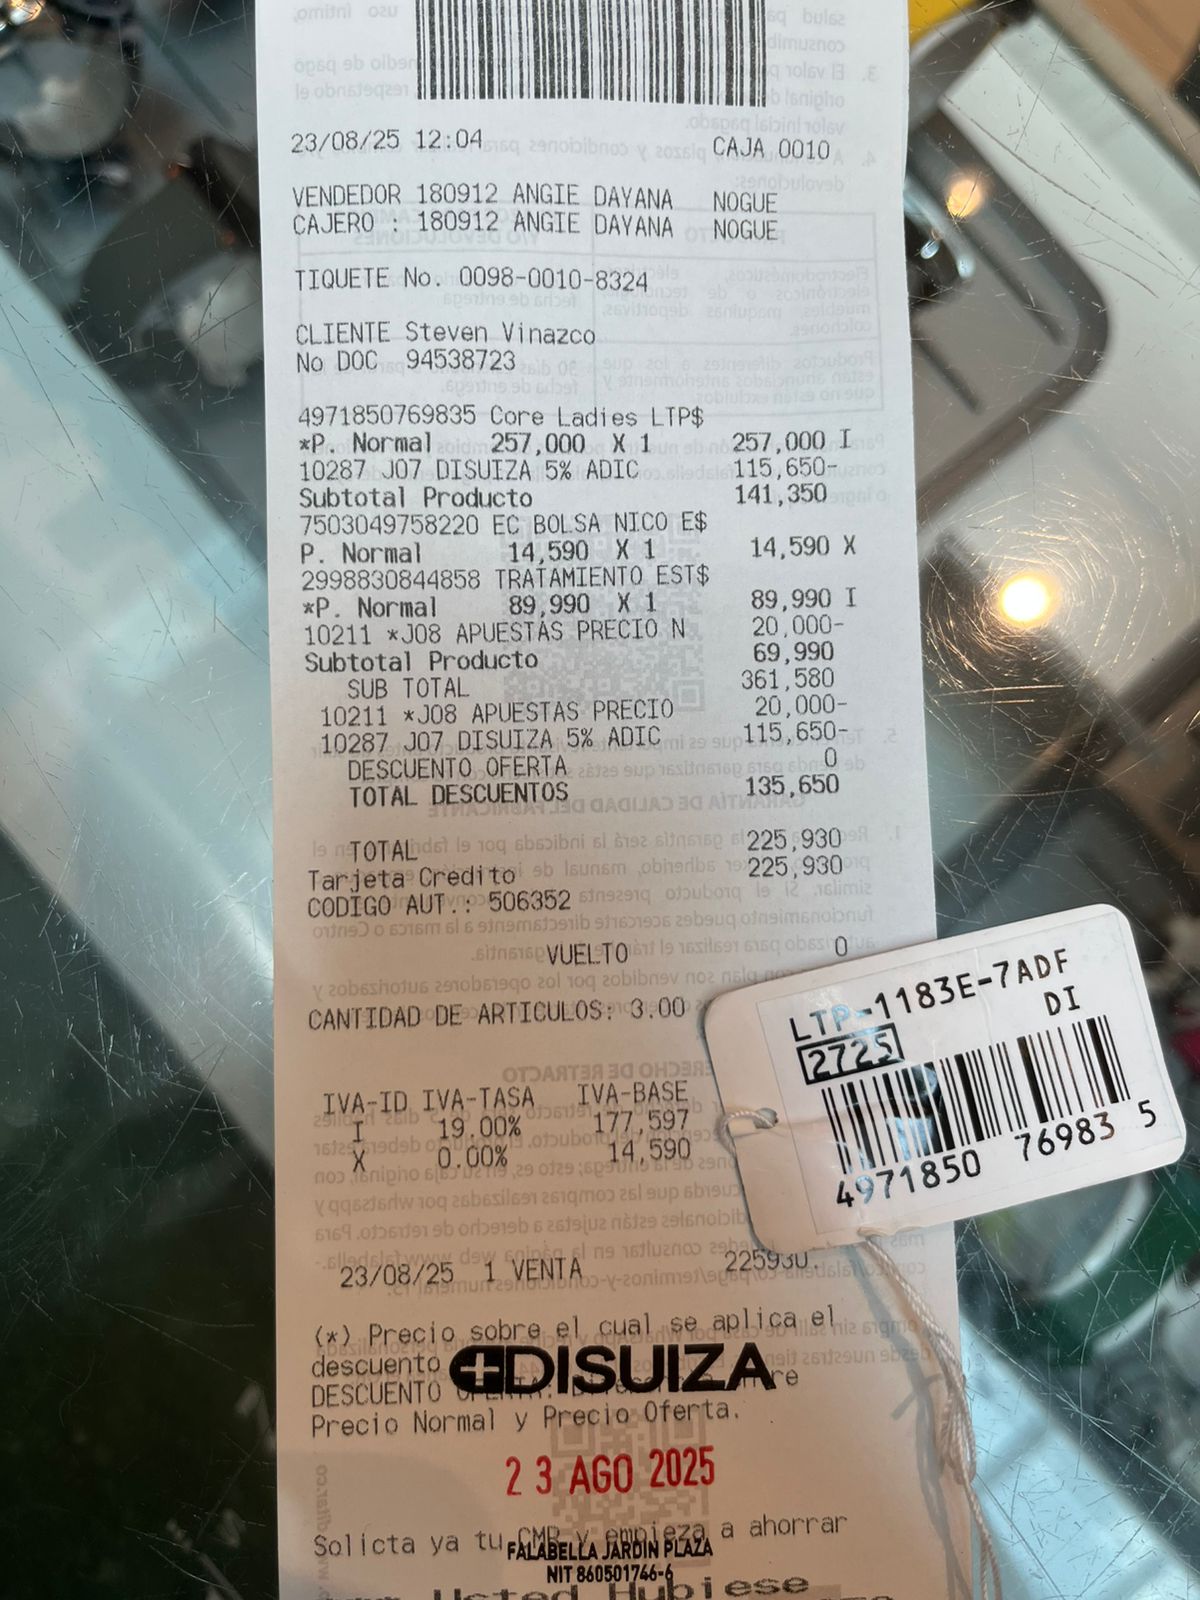 23/08/25 12:04 CAJA 0010
VENDEDOR 180912 ANGIE DAYANA NOGUE
CAJERO : 180912 ANGIE DAYANA NOGUE
TIQUETE No. 0098-0010-8324
CLIENTE Steven Vinazco
No DOC 94538723
4971850769835 Core Ladies LTP$
*P. Normal 257,000 X 1 257,000 I
10287 J07 DISUIZA 5% ADIC 115,650-
Subtotal Producto 141,350
7503049758220 EC BOLSA NICO E$
P. Normal 14,590 X 1 14,590 X
2998830844858 TRATAMIENTO EST$
*P. Normal 89,990 X 1 89,990 I
10211 *J08 APUESTAS PRECIO N 20,000-
Subtotal Producto 69,990
SUB TOTAL 361,580
10211 *J08 APUESTAS PRECIO 20,000-
10287 J07 DISUIZA 5% ADIC 115,650-
DESCUENTO OFERTA 0
TOTAL DESCUENTOS 135,650
TOTAL 225,930
Tarjeta Credito 225,930
CODIGO AUT.: 506352
VUELTO 0
CANTIDAD DE ARTICULOS: 3.00
IVA-ID IVA-TASA IVA-BASE
I 19.00% 177,597
X 0.00% 14,590
LTP-1183E-7ADF
DI
2725
4971850 76983 5
23/08/25 1 VENTA 225930.
(*) Precio sobre el cual se aplica el
descuento
DISUIZA
DESCUENTO
Precio Normal y Precio Oferta.
23 AGO 2025
Solicta ya tu CMR y empieza a ahorrar
FALABELLA JARDIN PLAZA
NIT 860501746-6
Usted Hubiese